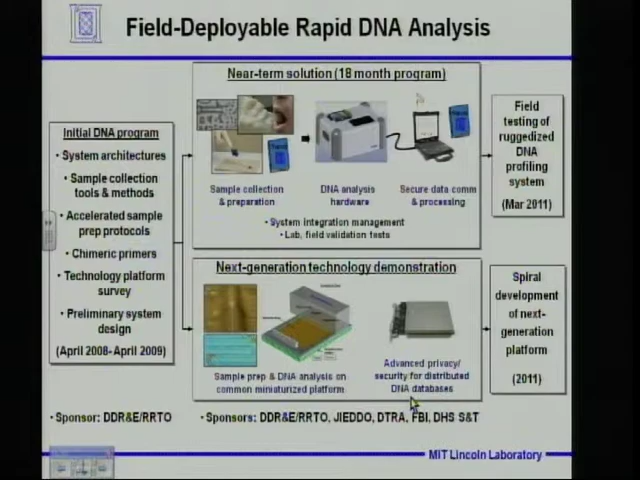 Field-Deployable Rapid DNA Analysis
Initial DNA program
• System architectures
• Sample collection
tools & methods
• Accelerated sample
prep protocols
• Chimeric primers
• Technology platform
survey
• Preliminary system
design
(April 2008- April 2009)
Near-term solution (18 month program)
Sample collection
& preparation
DNA analysis
hardware
Secure data comm
& processing
• System integration management
• Lab, field validation tests
Field
testing of
ruggedized
DNA
profiling
system
(Mar 2011)
Next-generation technology demonstration
Sample prep & DNA analysis on
common miniaturized platform
Advanced privacy/
security for distributed
DNA databases
Spiral
development
of next-
generation
platform
(2011)
• Sponsor: DDR&E/RRTO
• Sponsors: DDR&E/RRTO, JIEDDO, DTRA, FBI, DHS S&T
MIT Lincoln Laboratory